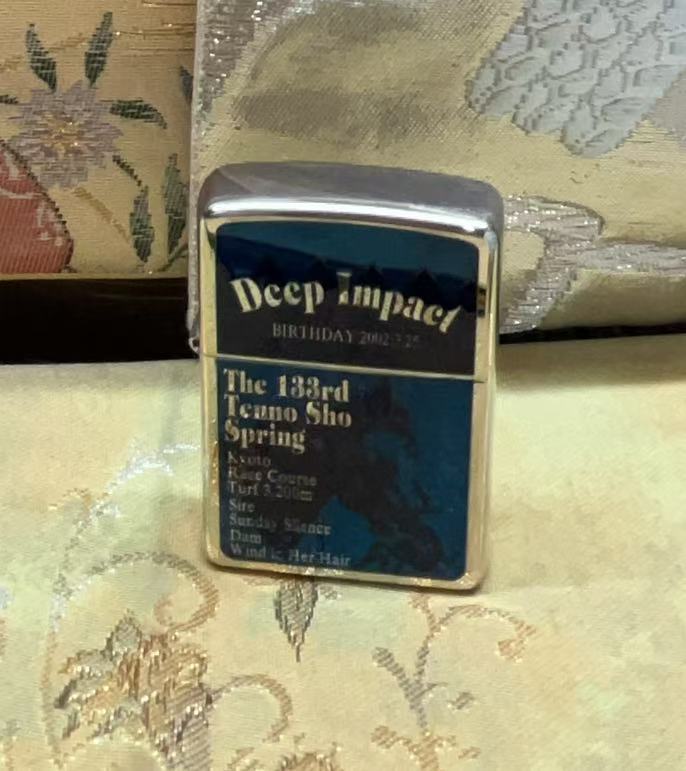 Deep Impact
BIRTHDAY 2002.3.25
The 133rd
Tenno Sho
Spring
Kyoto
Race Course
Turf 3,200m
Sire
Sunday Silence
Dam
Wind in Her Hair